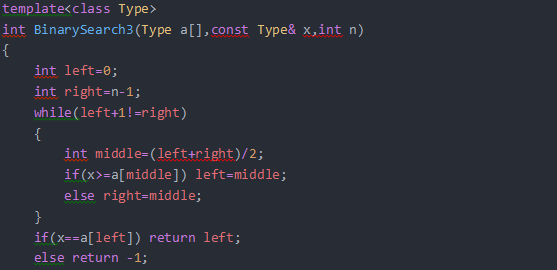 template<class Type>
int BinarySearch3(Type a[],const Type& x,int n)
{
    int left=0;
    int right=n-1;
    while(left+1!=right)
    {
        int middle=(left+right)/2;
        if(x>=a[middle]) left=middle;
        else right=middle;
    }
    if(x==a[left]) return left;
    else return -1;